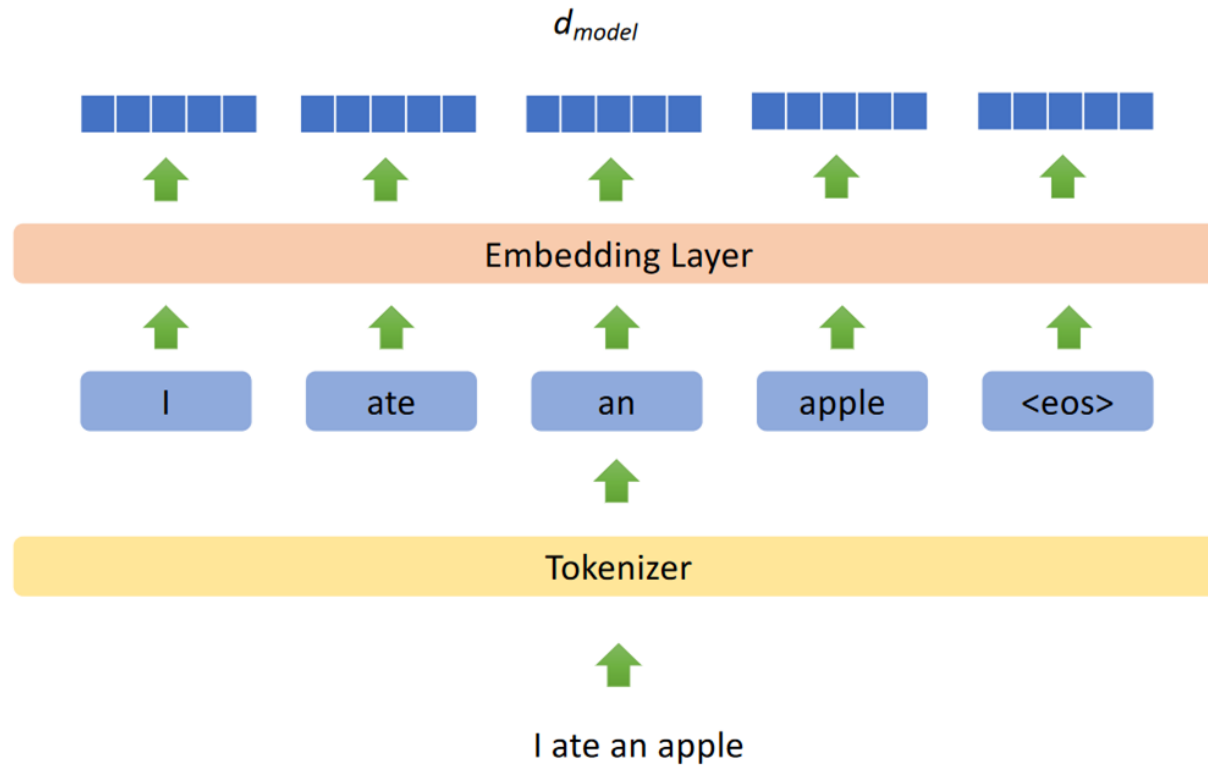 d_model
Embedding Layer
I ate an apple <eos>
Tokenizer
I ate an apple